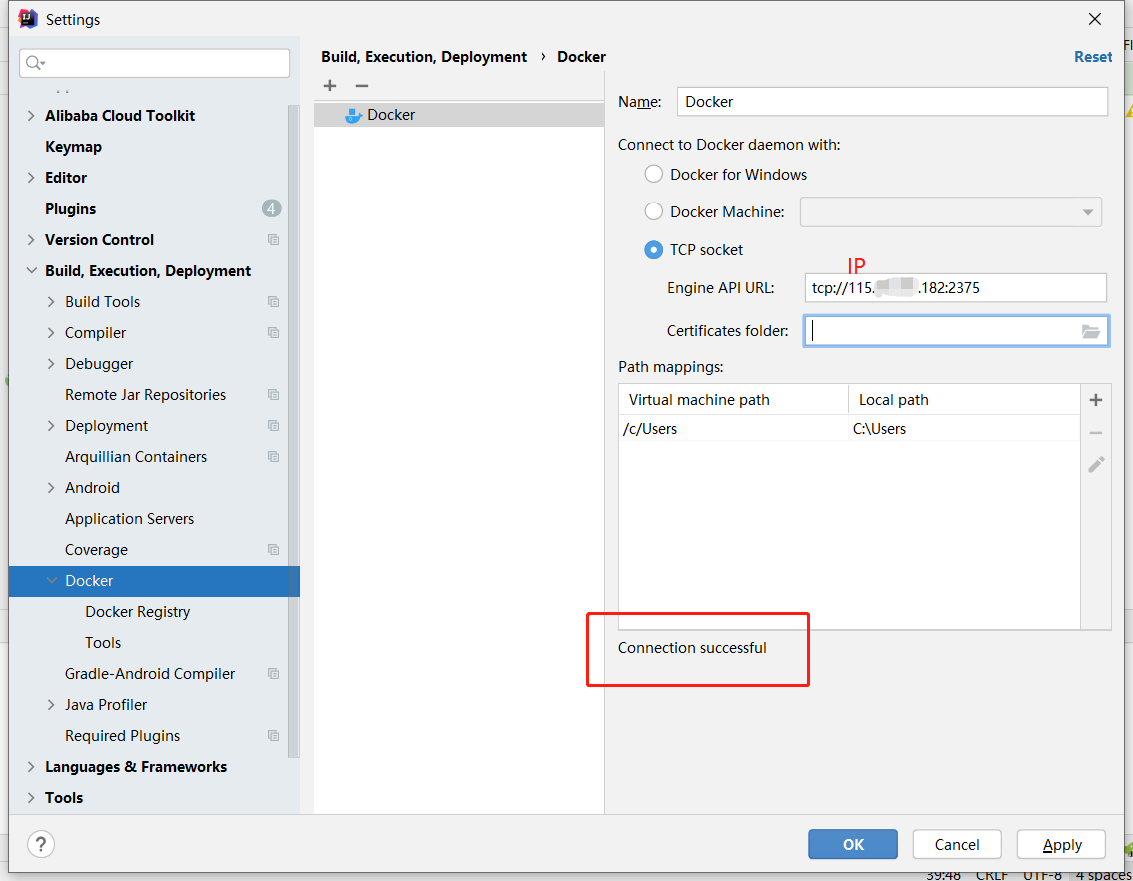 Settings
Build, Execution, Deployment › Docker
Reset
Alibaba Cloud Toolkit
Keymap
Editor
Plugins 4
Version Control
Build, Execution, Deployment
Build Tools
Compiler
Debugger
Remote Jar Repositories
Deployment
Arquillian Containers
Android
Application Servers
Coverage
Docker
Docker Registry
Tools
Gradle-Android Compiler
Java Profiler
Required Plugins
Languages & Frameworks
Tools
Docker
Name: Docker
Connect to Docker daemon with:
Docker for Windows
Docker Machine:
TCP socket
IP
Engine API URL: tcp://115. .182:2375
Certificates folder:
Path mappings:
Virtual machine path Local path
/c/Users C:\Users
Connection successful
? OK Cancel Apply
39:48 CRLF UTF-8 4 spaces